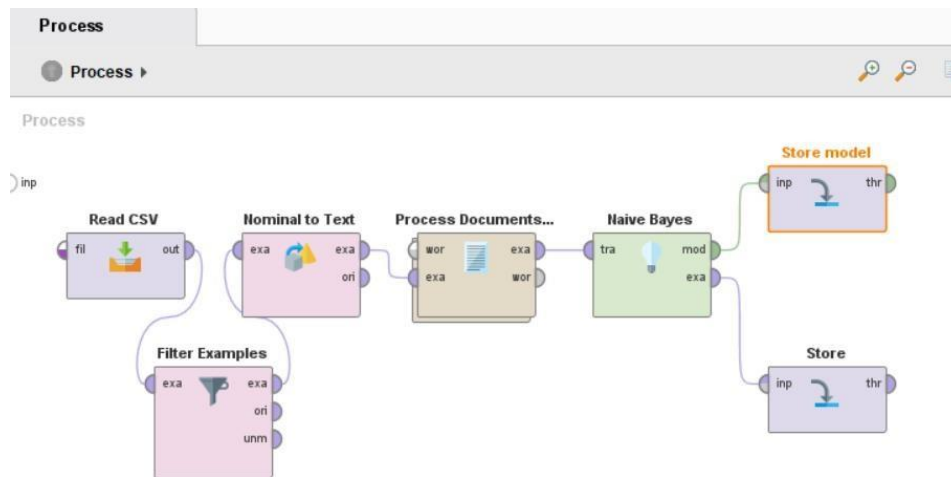 Process
Process
Process
inp
Store model
inp thr
Read CSV
fil out
Nominal to Text
exa exa
ori
Process Documents...
wor exa
exa wor
Naive Bayes
tra mod
exa
Filter Examples
exa exa
ori
unm
Store
inp thr